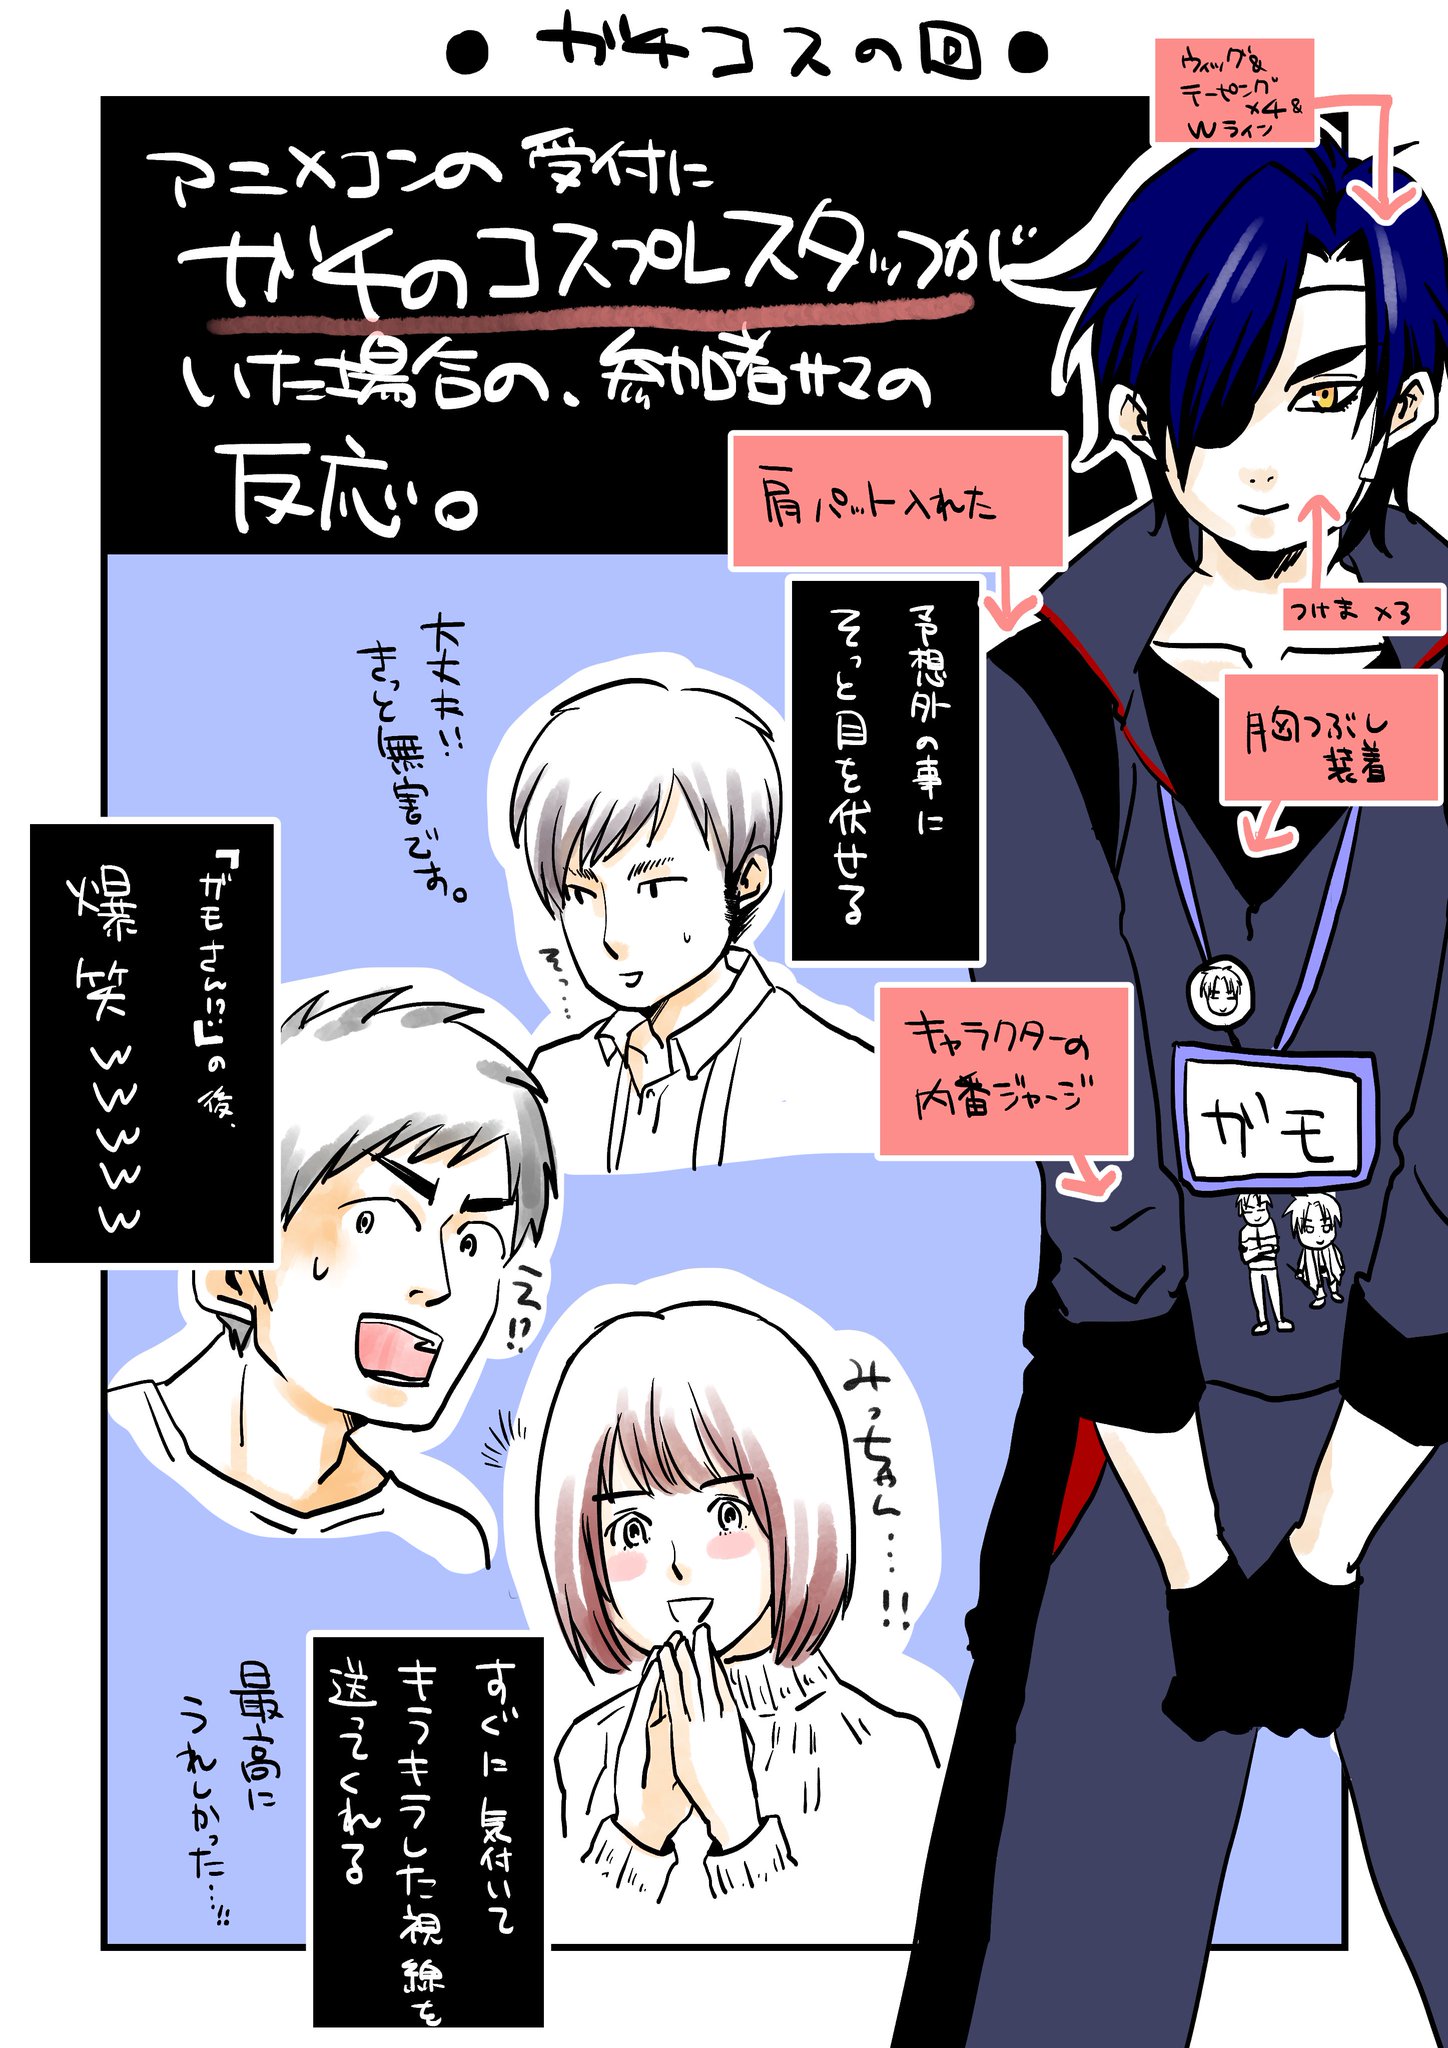 ●ガチコスの回●
ウィッグ&
テーピング
×4&
Wライン
アニメコンの受付に
ガチのコスプレスタッフが
いた場合の、参加者サマの
反応。
肩パット入れた
つけま×3
胸つぶし
装着
予想外の事に
そっと目を伏せる
大丈夫!!
きっと無害です。
そっ…
キャラクターの
内番ジャージ
ガモ
「ガモさん!?…」の後、
爆笑wwwww
え!?
みっちゃん……!!
すぐに気付いて
キラキラした視線を
送ってくれる
最高に
うれしかった…!!